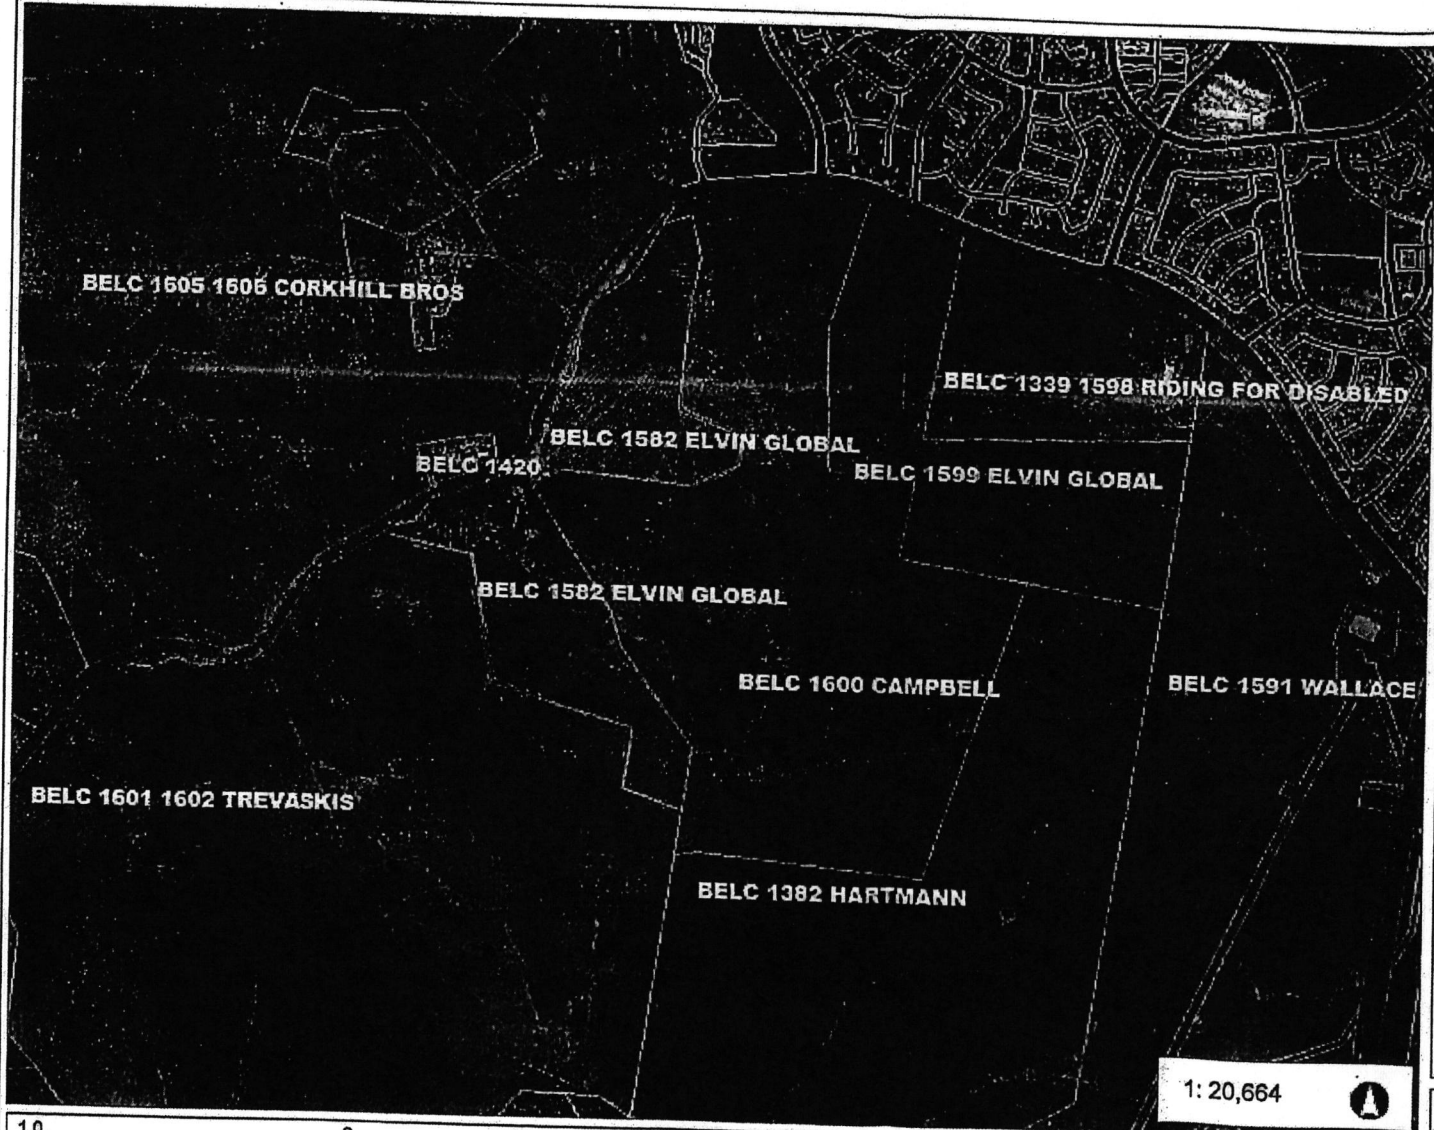 BELC 1605 1606 CORKHILL BROS
BELC 1339 1598 RIDING FOR DISABLED
BELC 1582 ELVIN GLOBAL
BELC 1420
BELC 1599 ELVIN GLOBAL
BELC 1582 ELVIN GLOBAL
BELC 1600 CAMPBELL
BELC 1591 WALLACE
BELC 1601 1602 TREVASKIS
BELC 1382 HARTMANN
1: 20,664
1.0